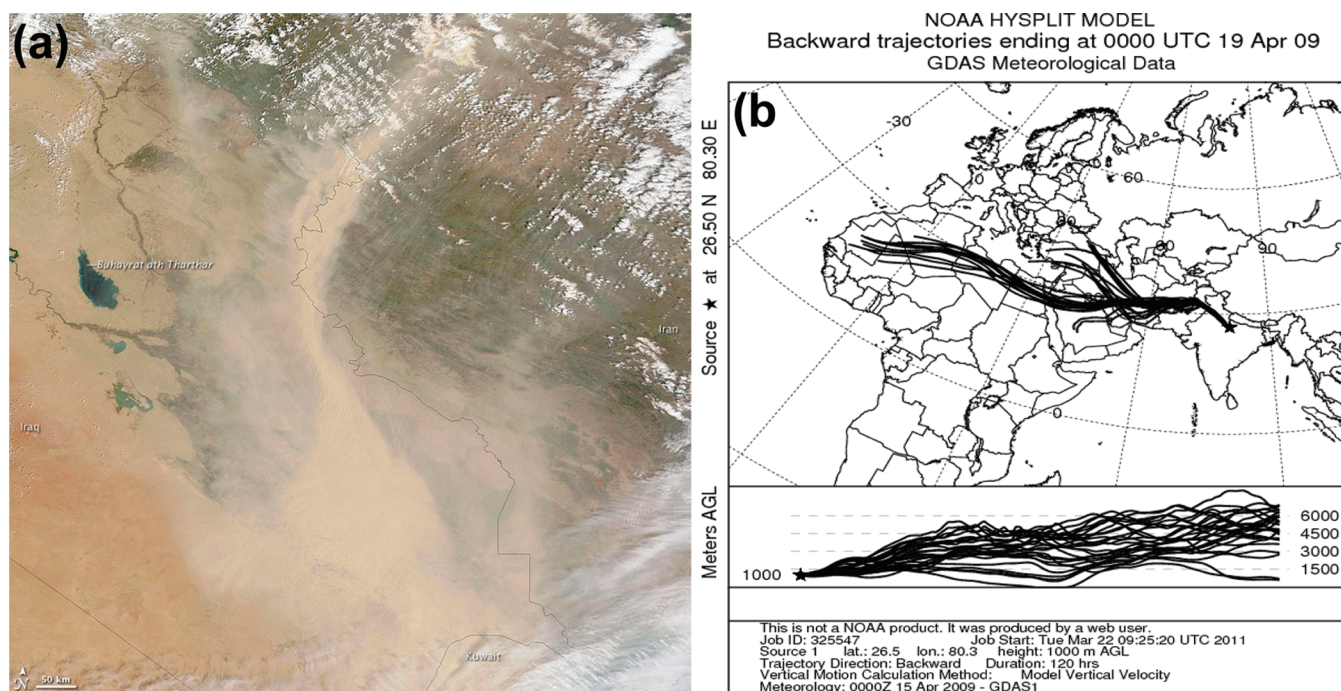 (a)
Buhayrat ath Tharthar
Iran
Iraq
Kuwait
N
50 km
NOAA HYSPLIT MODEL
Backward trajectories ending at 0000 UTC 19 Apr 09
GDAS Meteorological Data
(b)
Source ★ at 26.50 N 80.30 E
-30
0
60
30
60
90
30
0
Meters AGL
1000
6000
4500
3000
1500
This is not a NOAA product. It was produced by a web user.
Job ID: 325547 Job Start: Tue Mar 22 09:25:20 UTC 2011
Source 1 lat.: 26.5 lon.: 80.3 height: 1000 m AGL
Trajectory Direction: Backward Duration: 120 hrs
Vertical Motion Calculation Method: Model Vertical Velocity
Meteorology: 0000Z 15 Apr 2009 - GDAS1